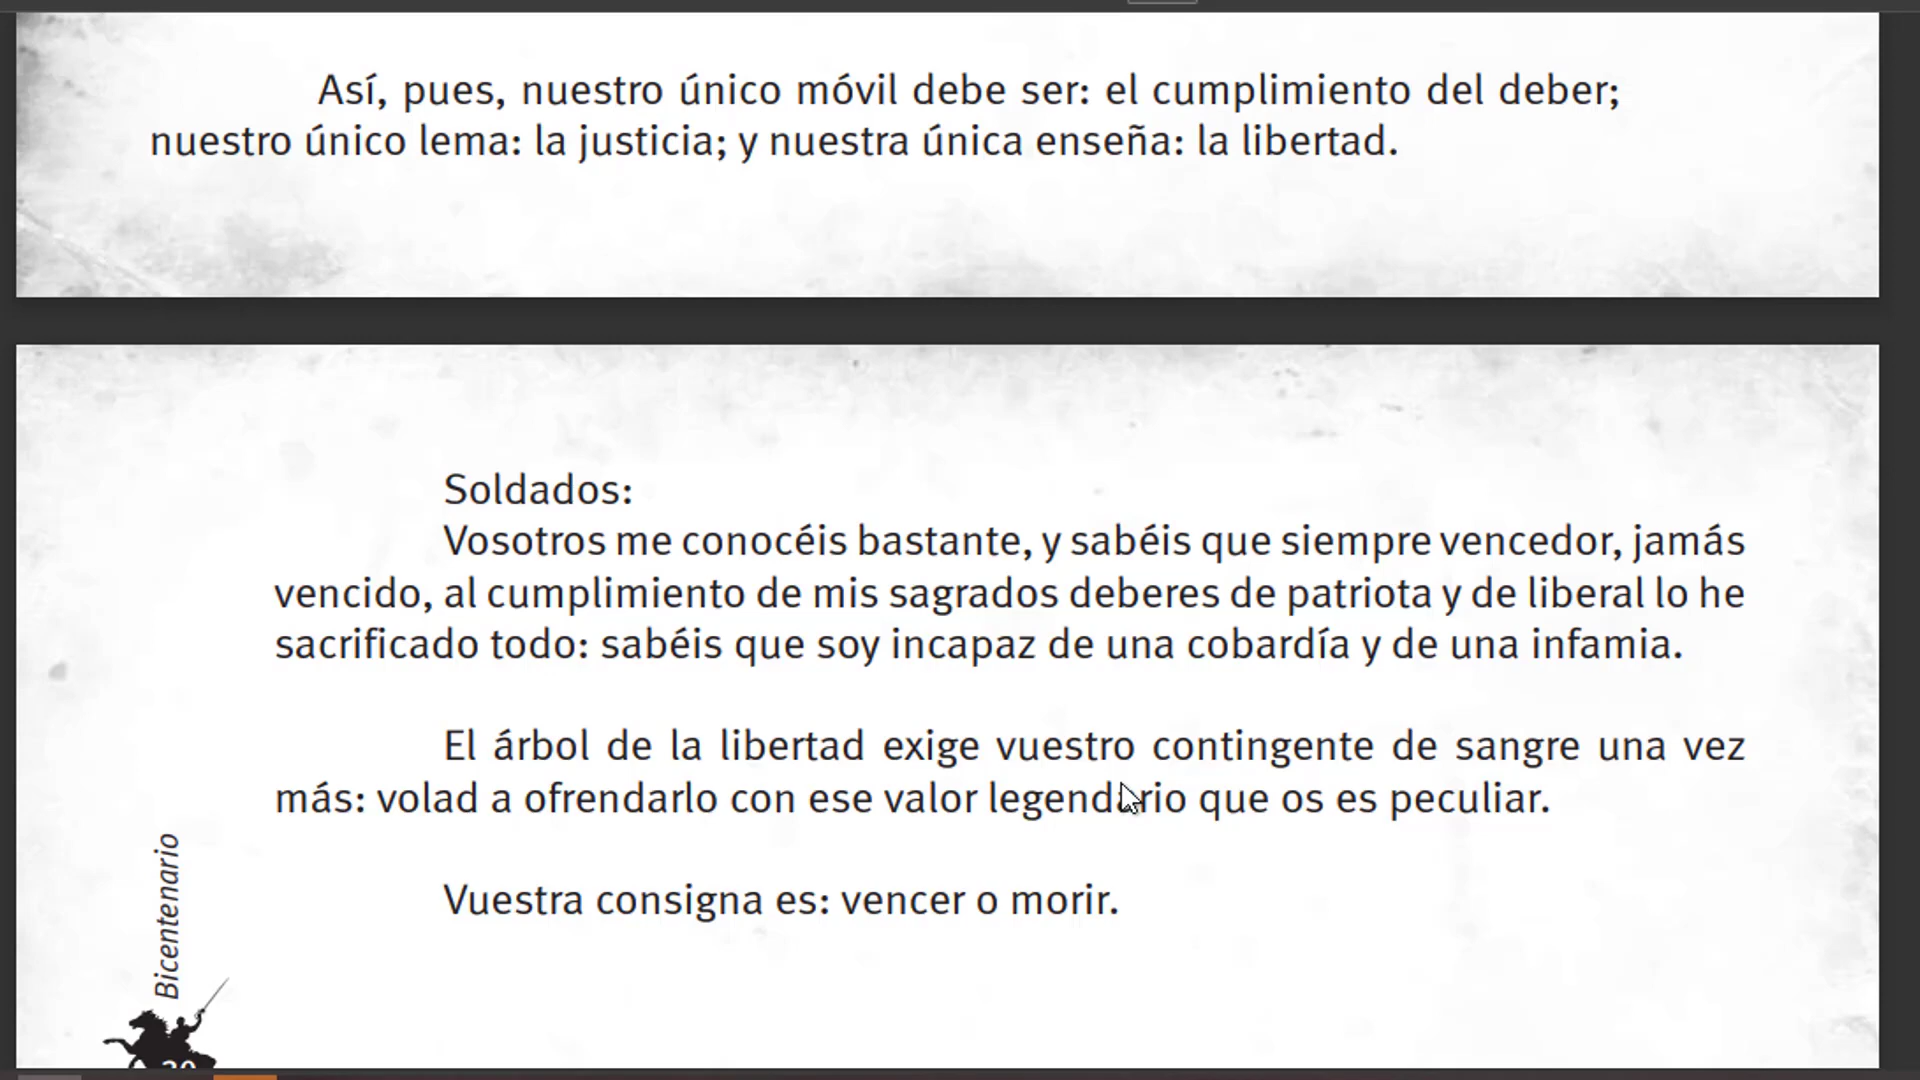 Así, pues, nuestro único móvil debe ser: el cumplimiento del deber;
nuestro único lema: la justicia; y nuestra única enseña: la libertad.
Soldados:
Vosotros me conocéis bastante, y sabéis que siempre vencedor, jamás
vencido, al cumplimiento de mis sagrados deberes de patriota y de liberal lo he
sacrificado todo: sabéis que soy incapaz de una cobardía y de una infamia.
El árbol de la libertad exige vuestro contingente de sangre una vez
más: volad a ofrendarlo con ese valor legendario que os es peculiar.
Vuestra consigna es: vencer o morir.
Bicentenario